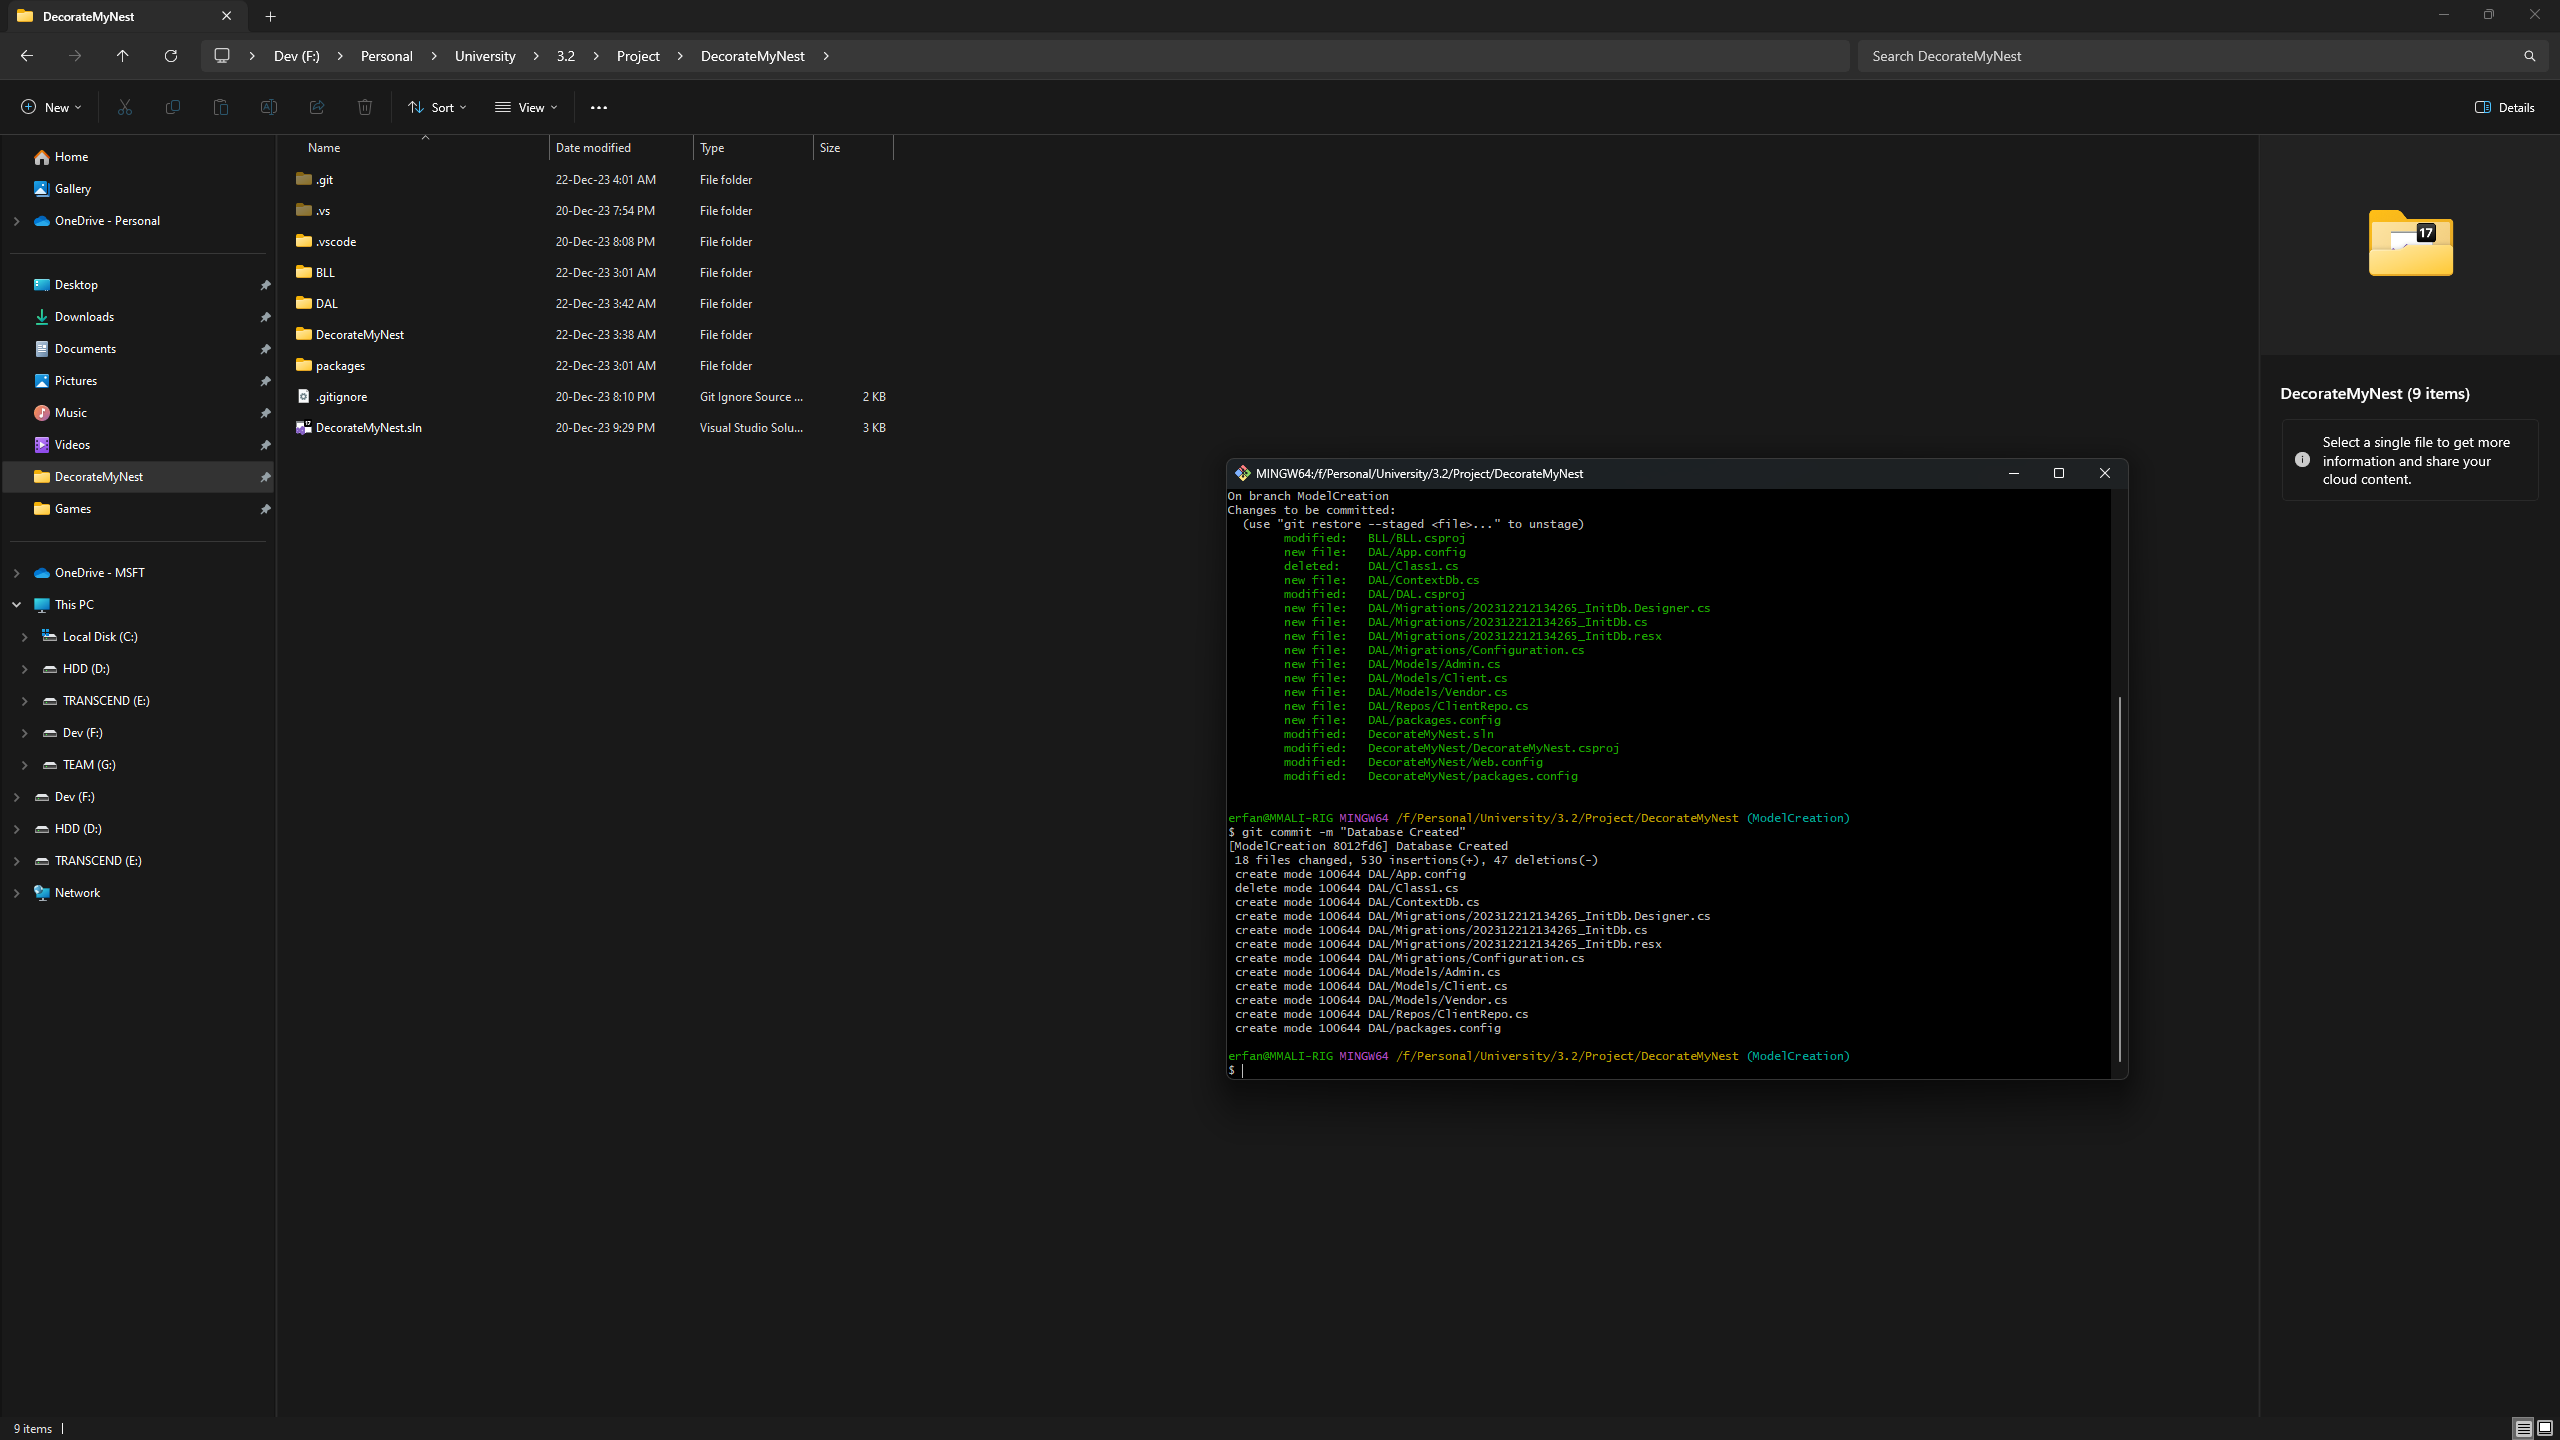 DecorateMyNest
Dev (F:) Personal University 3.2 Project DecorateMyNest
Search DecorateMyNest
New
Sort
View
Details
Home
Gallery
OneDrive - Personal
Desktop
Downloads
Documents
Pictures
Music
Videos
DecorateMyNest
Games
OneDrive - MSFT
This PC
Local Disk (C:)
HDD (D:)
TRANSCEND (E:)
Dev (F:)
TEAM (G:)
Dev (F:)
HDD (D:)
TRANSCEND (E:)
Network
Name Date modified Type Size
.git 22-Dec-23 4:01 AM File folder
.vs 20-Dec-23 7:54 PM File folder
.vscode 20-Dec-23 8:08 PM File folder
BLL 22-Dec-23 3:01 AM File folder
DAL 22-Dec-23 3:42 AM File folder
DecorateMyNest 22-Dec-23 3:38 AM File folder
packages 22-Dec-23 3:01 AM File folder
.gitignore 20-Dec-23 8:10 PM Git Ignore Source ... 2 KB
DecorateMyNest.sln 20-Dec-23 9:29 PM Visual Studio Solu... 3 KB
MINGW64:/f/Personal/University/3.2/Project/DecorateMyNest
On branch ModelCreation
Changes to be committed:
(use "git restore --staged <file>..." to unstage)
modified: BLL/BLL.csproj
new file: DAL/App.config
deleted: DAL/Class1.cs
new file: DAL/ContextDb.cs
modified: DAL/DAL.csproj
new file: DAL/Migrations/202312212134265_InitDb.Designer.cs
new file: DAL/Migrations/202312212134265_InitDb.cs
new file: DAL/Migrations/202312212134265_InitDb.resx
new file: DAL/Migrations/Configuration.cs
new file: DAL/Models/Admin.cs
new file: DAL/Models/Client.cs
new file: DAL/Models/Vendor.cs
new file: DAL/Repos/ClientRepo.cs
new file: DAL/packages.config
modified: DecorateMyNest.sln
modified: DecorateMyNest/DecorateMyNest.csproj
modified: DecorateMyNest/Web.config
modified: DecorateMyNest/packages.config
erfan@MMALI-RIG MINGW64 /f/Personal/University/3.2/Project/DecorateMyNest (ModelCreation)
$ git commit -m "Database Created"
[ModelCreation 8012fd6] Database Created
18 files changed, 530 insertions(+), 47 deletions(-)
create mode 100644 DAL/App.config
delete mode 100644 DAL/Class1.cs
create mode 100644 DAL/ContextDb.cs
create mode 100644 DAL/Migrations/202312212134265_InitDb.Designer.cs
create mode 100644 DAL/Migrations/202312212134265_InitDb.cs
create mode 100644 DAL/Migrations/202312212134265_InitDb.resx
create mode 100644 DAL/Migrations/Configuration.cs
create mode 100644 DAL/Models/Admin.cs
create mode 100644 DAL/Models/Client.cs
create mode 100644 DAL/Models/Vendor.cs
create mode 100644 DAL/Repos/ClientRepo.cs
create mode 100644 DAL/packages.config
erfan@MMALI-RIG MINGW64 /f/Personal/University/3.2/Project/DecorateMyNest (ModelCreation)
$
17
DecorateMyNest (9 items)
Select a single file to get more
information and share your
cloud content.
9 items